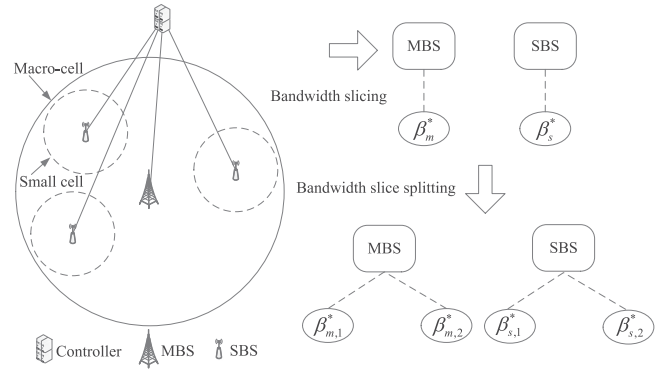 Macro-cell
Small cell
Controller
MBS
SBS
MBS
SBS
Bandwidth slicing
β*m
β*s
Bandwidth slice splitting
MBS
SBS
β*m,1
β*m,2
β*s,1
β*s,2